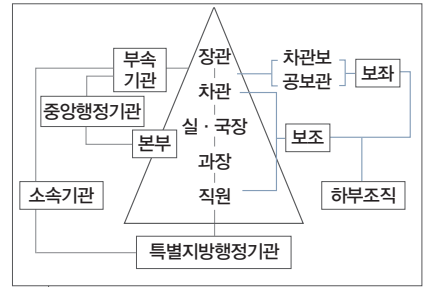 장관
차관보
공보관
보좌
부속
기관
차관
중앙행정기관
실·국장
보조
본부
과장
직원
소속기관
하부조직
특별지방행정기관